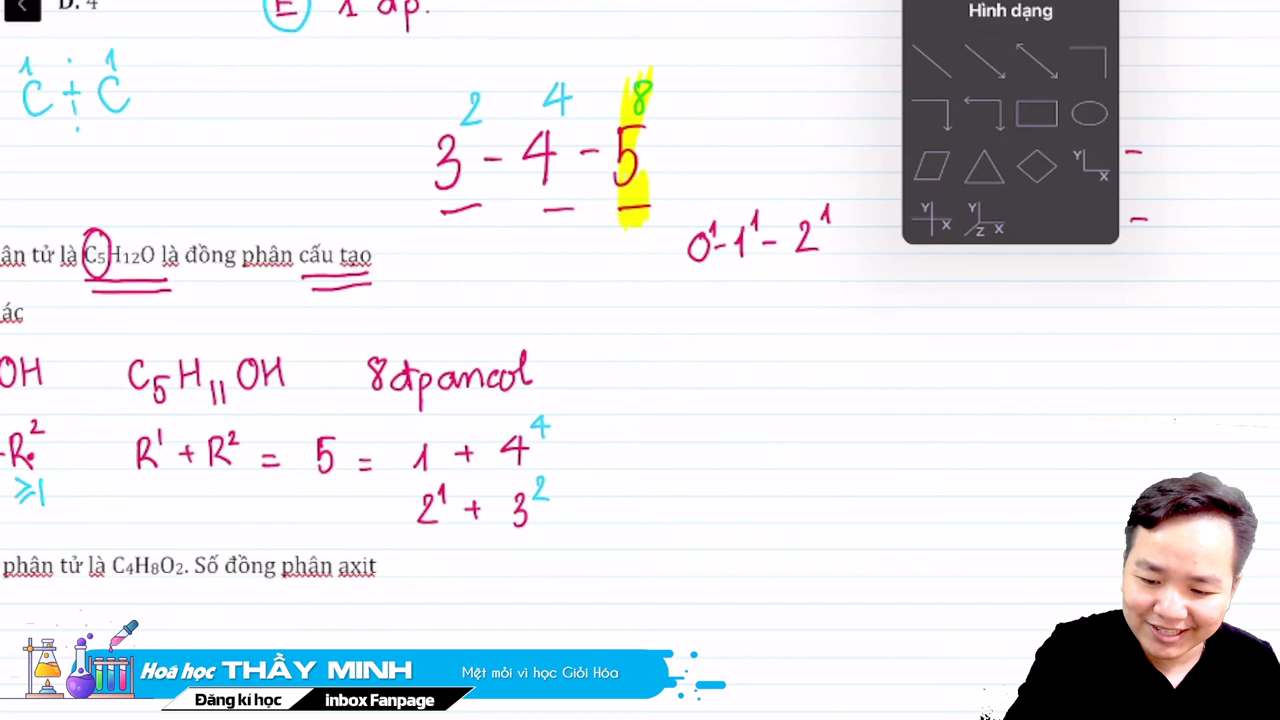 D. 4
E 1 đp.
Hình dạng
1 1
C + C
2 4 8
3 - 4 - 5
0¹ - 1¹ - 2¹
ân tử là C₅H₁₂O là đồng phân cấu tạo
ác
OH C₅H₁₁OH 8đpancol
-R² R¹ + R² = 5 = 1 + 4⁴
≥1 2¹ + 3²
phân tử là C₄H₈O₂. Số đồng phân axit
Hoá học THẦY MINH Mệt mỏi vì học Giỏi Hóa
Đăng kí học inbox Fanpage